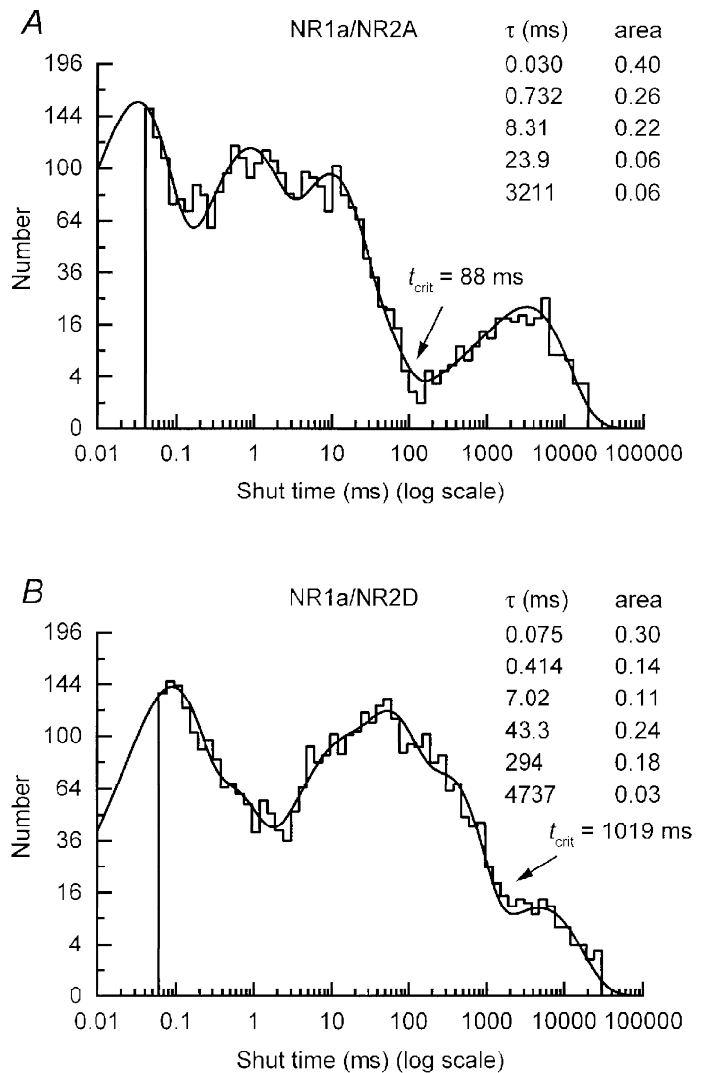 A
NR1a/NR2A
τ (ms) area
0.030 0.40
0.732 0.26
8.31 0.22
23.9 0.06
3211 0.06
196
144
100
64
36
16
4
0
Number
tcrit = 88 ms
0.01 0.1 1 10 100 1000 10000 100000
Shut time (ms) (log scale)
B
NR1a/NR2D
τ (ms) area
0.075 0.30
0.414 0.14
7.02 0.11
43.3 0.24
294 0.18
4737 0.03
196
144
100
64
36
16
4
0
Number
tcrit = 1019 ms
0.01 0.1 1 10 100 1000 10000 100000
Shut time (ms) (log scale)